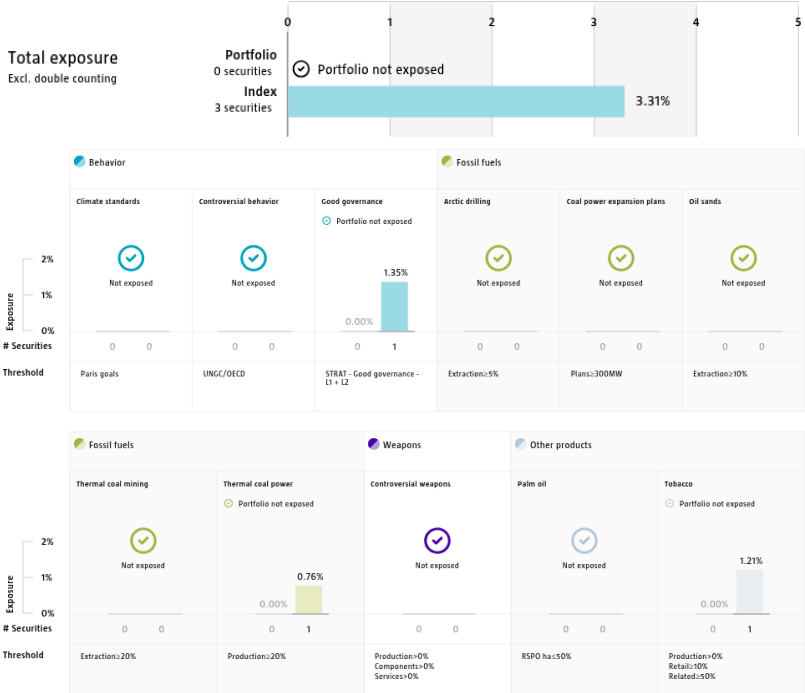 0 1 2 3 4 5
Total exposure
Excl. double counting
Portfolio
0 securities
Portfolio not exposed
Index
3 securities
3.31%
Behavior
Fossil fuels
Climate standards
Controversial behavior
Good governance
Arctic drilling
Coal power expansion plans
Oil sands
Portfolio not exposed
Not exposed
Not exposed
Not exposed
Not exposed
Not exposed
Exposure
2%
1%
0%
0.00%
1.35%
# Securities
0 0
0 0
0 1
0 0
0 0
0 0
Threshold
Paris goals
UNGC/OECD
STRAT - Good governance -
L1 + L2
Extraction≥5%
Plans≥300MW
Extraction≥10%
Fossil fuels
Weapons
Other products
Thermal coal mining
Thermal coal power
Controversial weapons
Palm oil
Tobacco
Portfolio not exposed
Portfolio not exposed
Not exposed
Not exposed
Not exposed
Exposure
2%
1%
0%
0.00%
0.76%
0.00%
1.21%
# Securities
0 0
0 1
0 0
0 0
0 1
Threshold
Extraction≥20%
Production≥20%
Production>0%
Components>0%
Services>0%
RSPO ha≤50%
Production>0%
Retail≥10%
Related≥50%